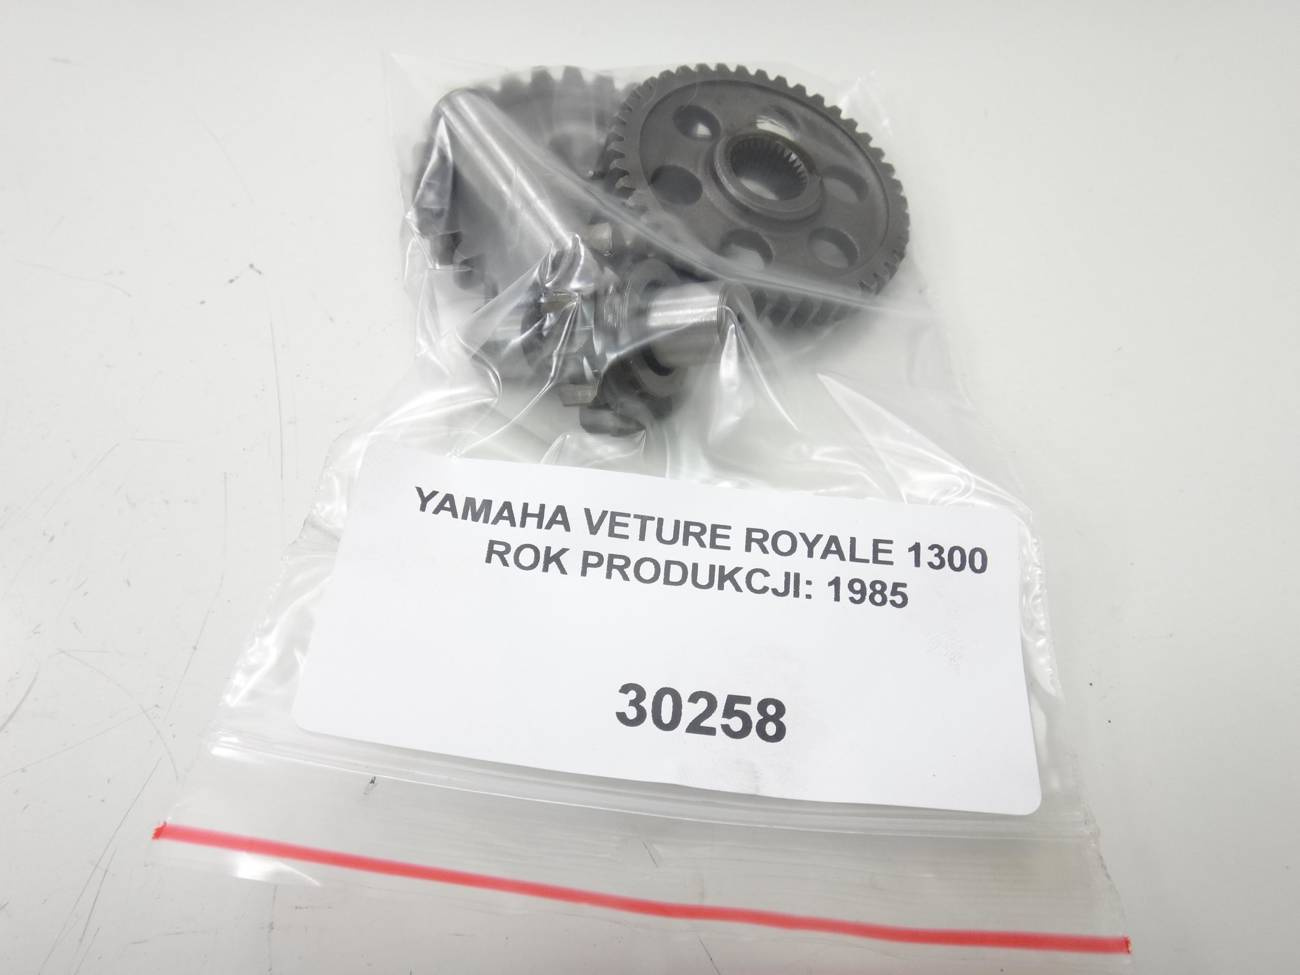 YAMAHA VETURE ROYALE 1300
ROK PRODUKCJI: 1985
30258